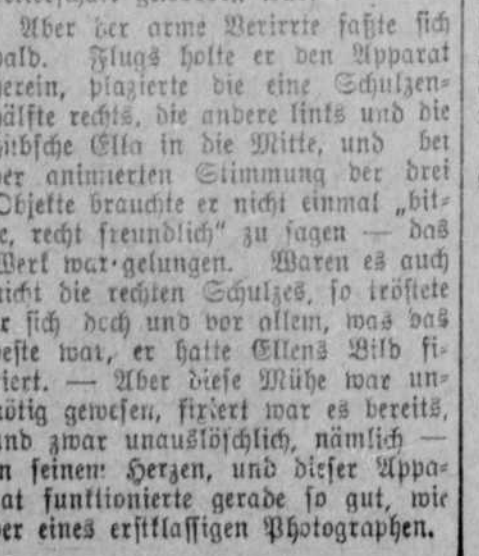 Aber der arme Verirrte faßte sich
bald. Flugs holte er den Apparat
herein, plazierte die eine Schulzen-
hälfte rechts, die andere links und die
hübsche Ella in die Mitte, und bei
der animierten Stimmung der drei
Objekte brauchte er nicht einmal „bit-
te, recht freundlich“ zu sagen — das
Werk war gelungen. Waren es auch
nicht die rechten Schulzes, so tröstete
er sich doch und vor allem, was das
beste war, er hatte Ellens Bild fi-
xiert. — Aber diese Mühe war un-
nötig gewesen, fixiert war es bereits,
und zwar unauslöschlich, nämlich —
in seinem Herzen, und dieser Appa-
rat funktionierte gerade so gut, wie
der eines erstklassigen Photographen.